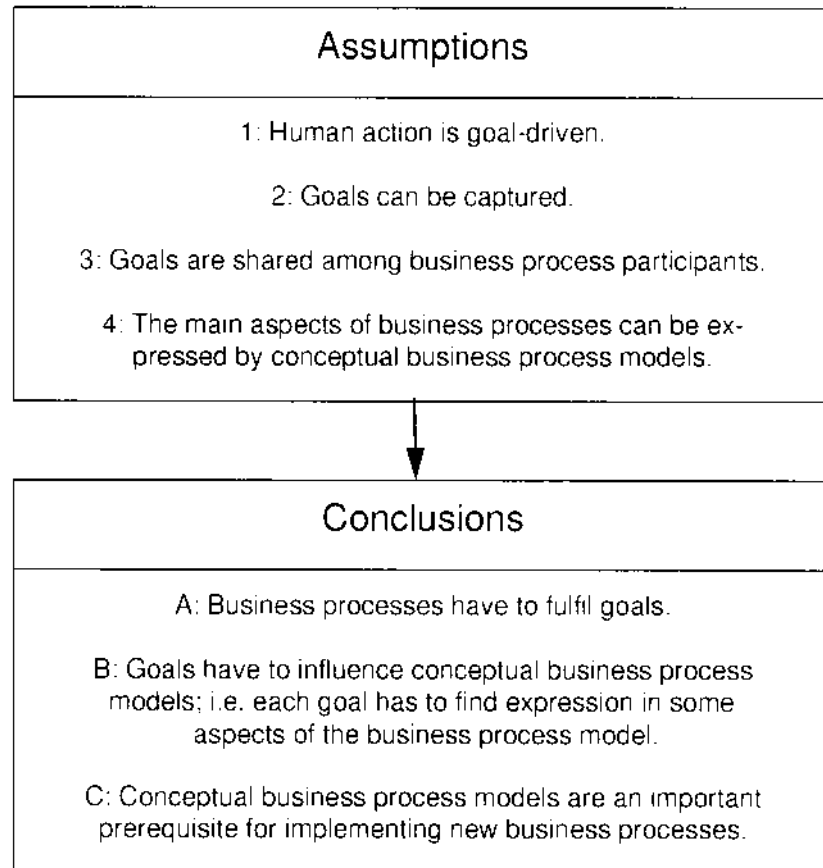 Assumptions
1: Human action is goal-driven.
2: Goals can be captured.
3: Goals are shared among business process participants.
4: The main aspects of business processes can be ex-
pressed by conceptual business process models.
Conclusions
A: Business processes have to fulfil goals.
B: Goals have to influence conceptual business process
models; i.e. each goal has to find expression in some
aspects of the business process model.
C: Conceptual business process models are an important
prerequisite for implementing new business processes.